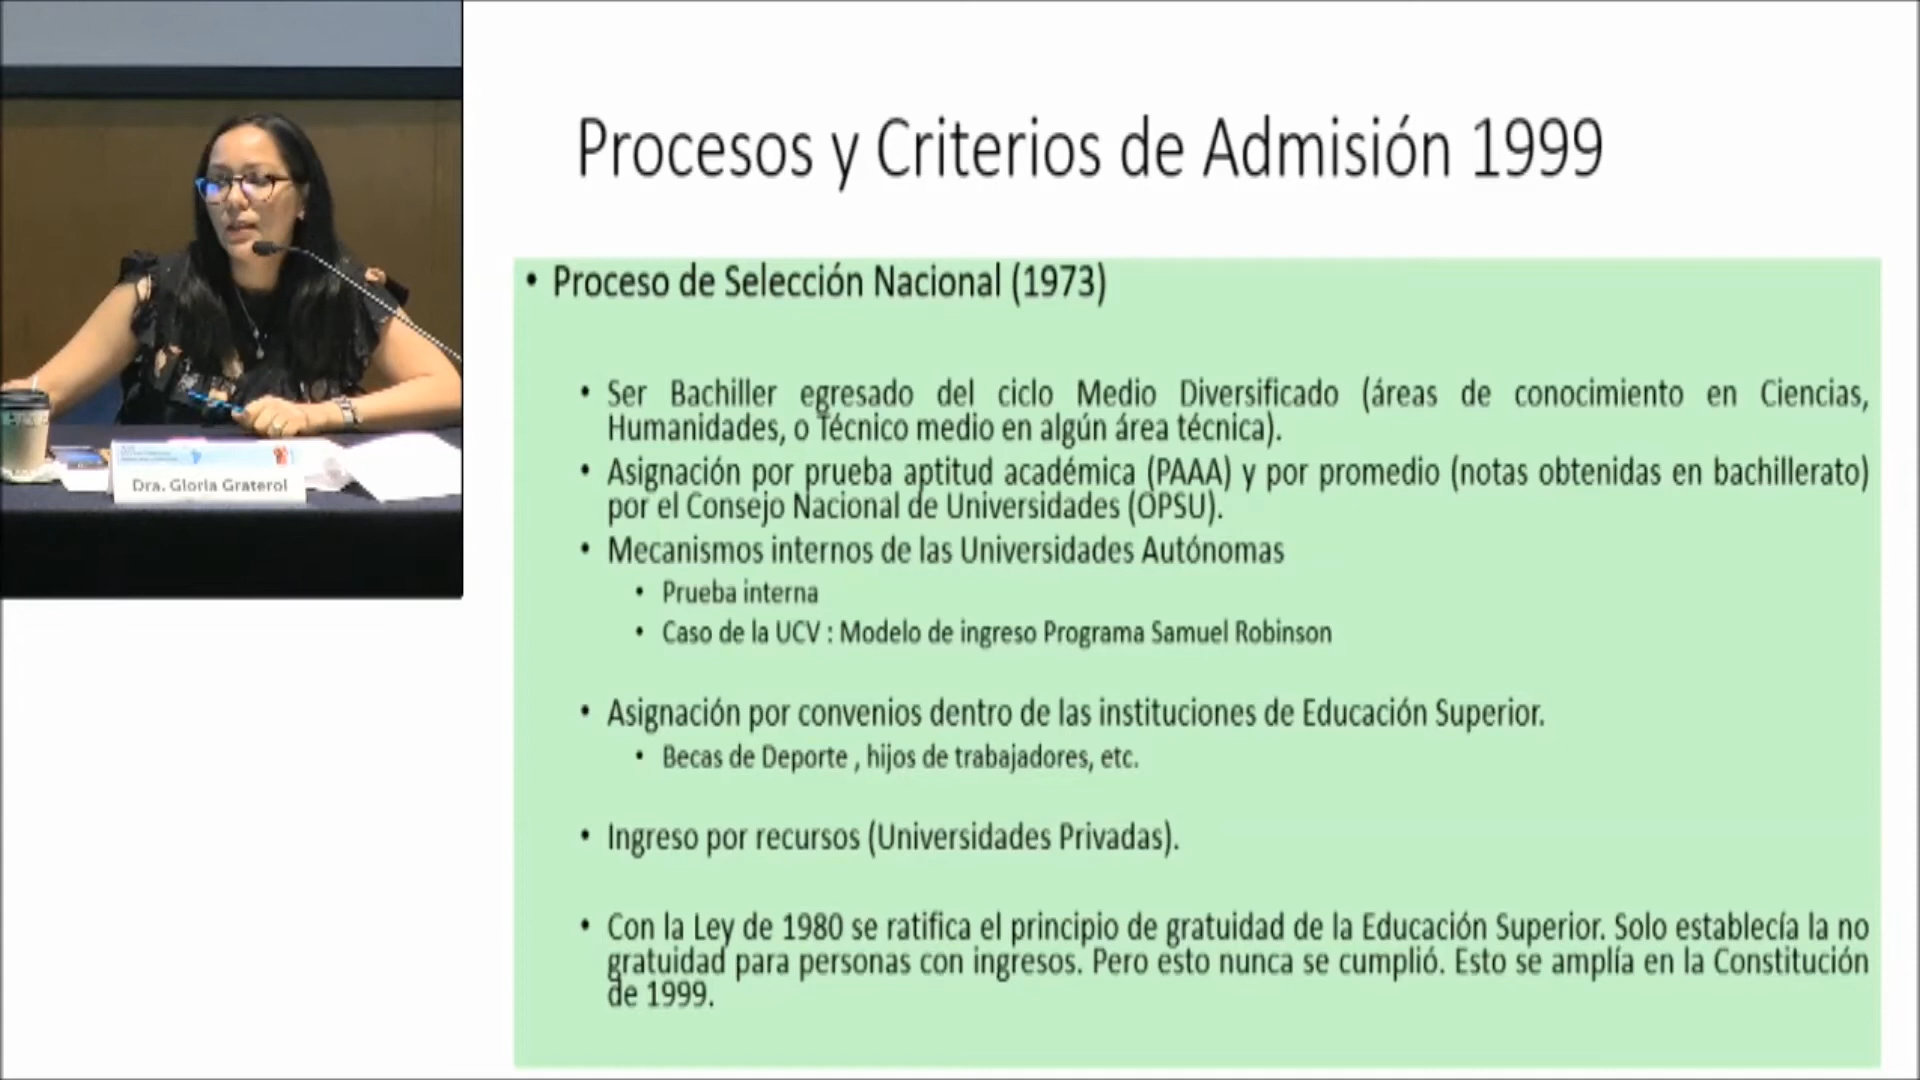 Procesos y Criterios de Admisión 1999
• Proceso de Selección Nacional (1973)
• Ser Bachiller egresado del ciclo Medio Diversificado (áreas de conocimiento en Ciencias,
Humanidades, o Técnico medio en algún área técnica).
• Asignación por prueba aptitud académica (PAAA) y por promedio (notas obtenidas en bachillerato)
por el Consejo Nacional de Universidades (OPSU).
• Mecanismos internos de las Universidades Autónomas
• Prueba interna
• Caso de la UCV : Modelo de ingreso Programa Samuel Robinson
• Asignación por convenios dentro de las instituciones de Educación Superior.
• Becas de Deporte , hijos de trabajadores, etc.
• Ingreso por recursos (Universidades Privadas).
• Con la Ley de 1980 se ratifica el principio de gratuidad de la Educación Superior. Solo establecía la no
gratuidad para personas con ingresos. Pero esto nunca se cumplió. Esto se amplía en la Constitución
de 1999.
Dra. Gloria Graterol